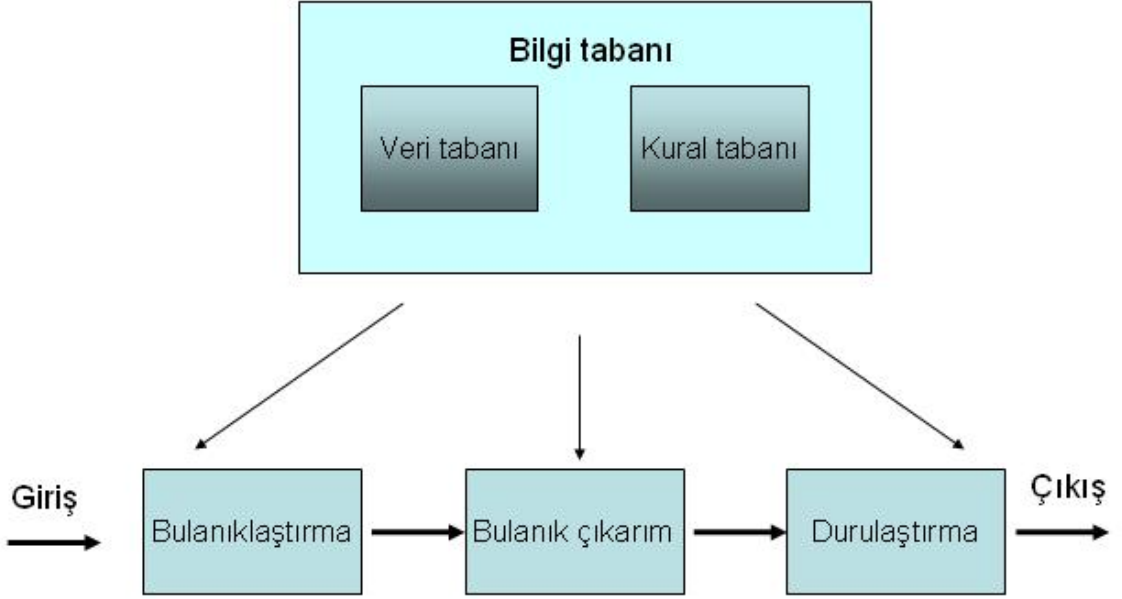 Bilgi tabanı
Veri tabanı
Kural tabanı
Giriş
Bulanıklaştırma
Bulanık çıkarım
Durulaştırma
Çıkış